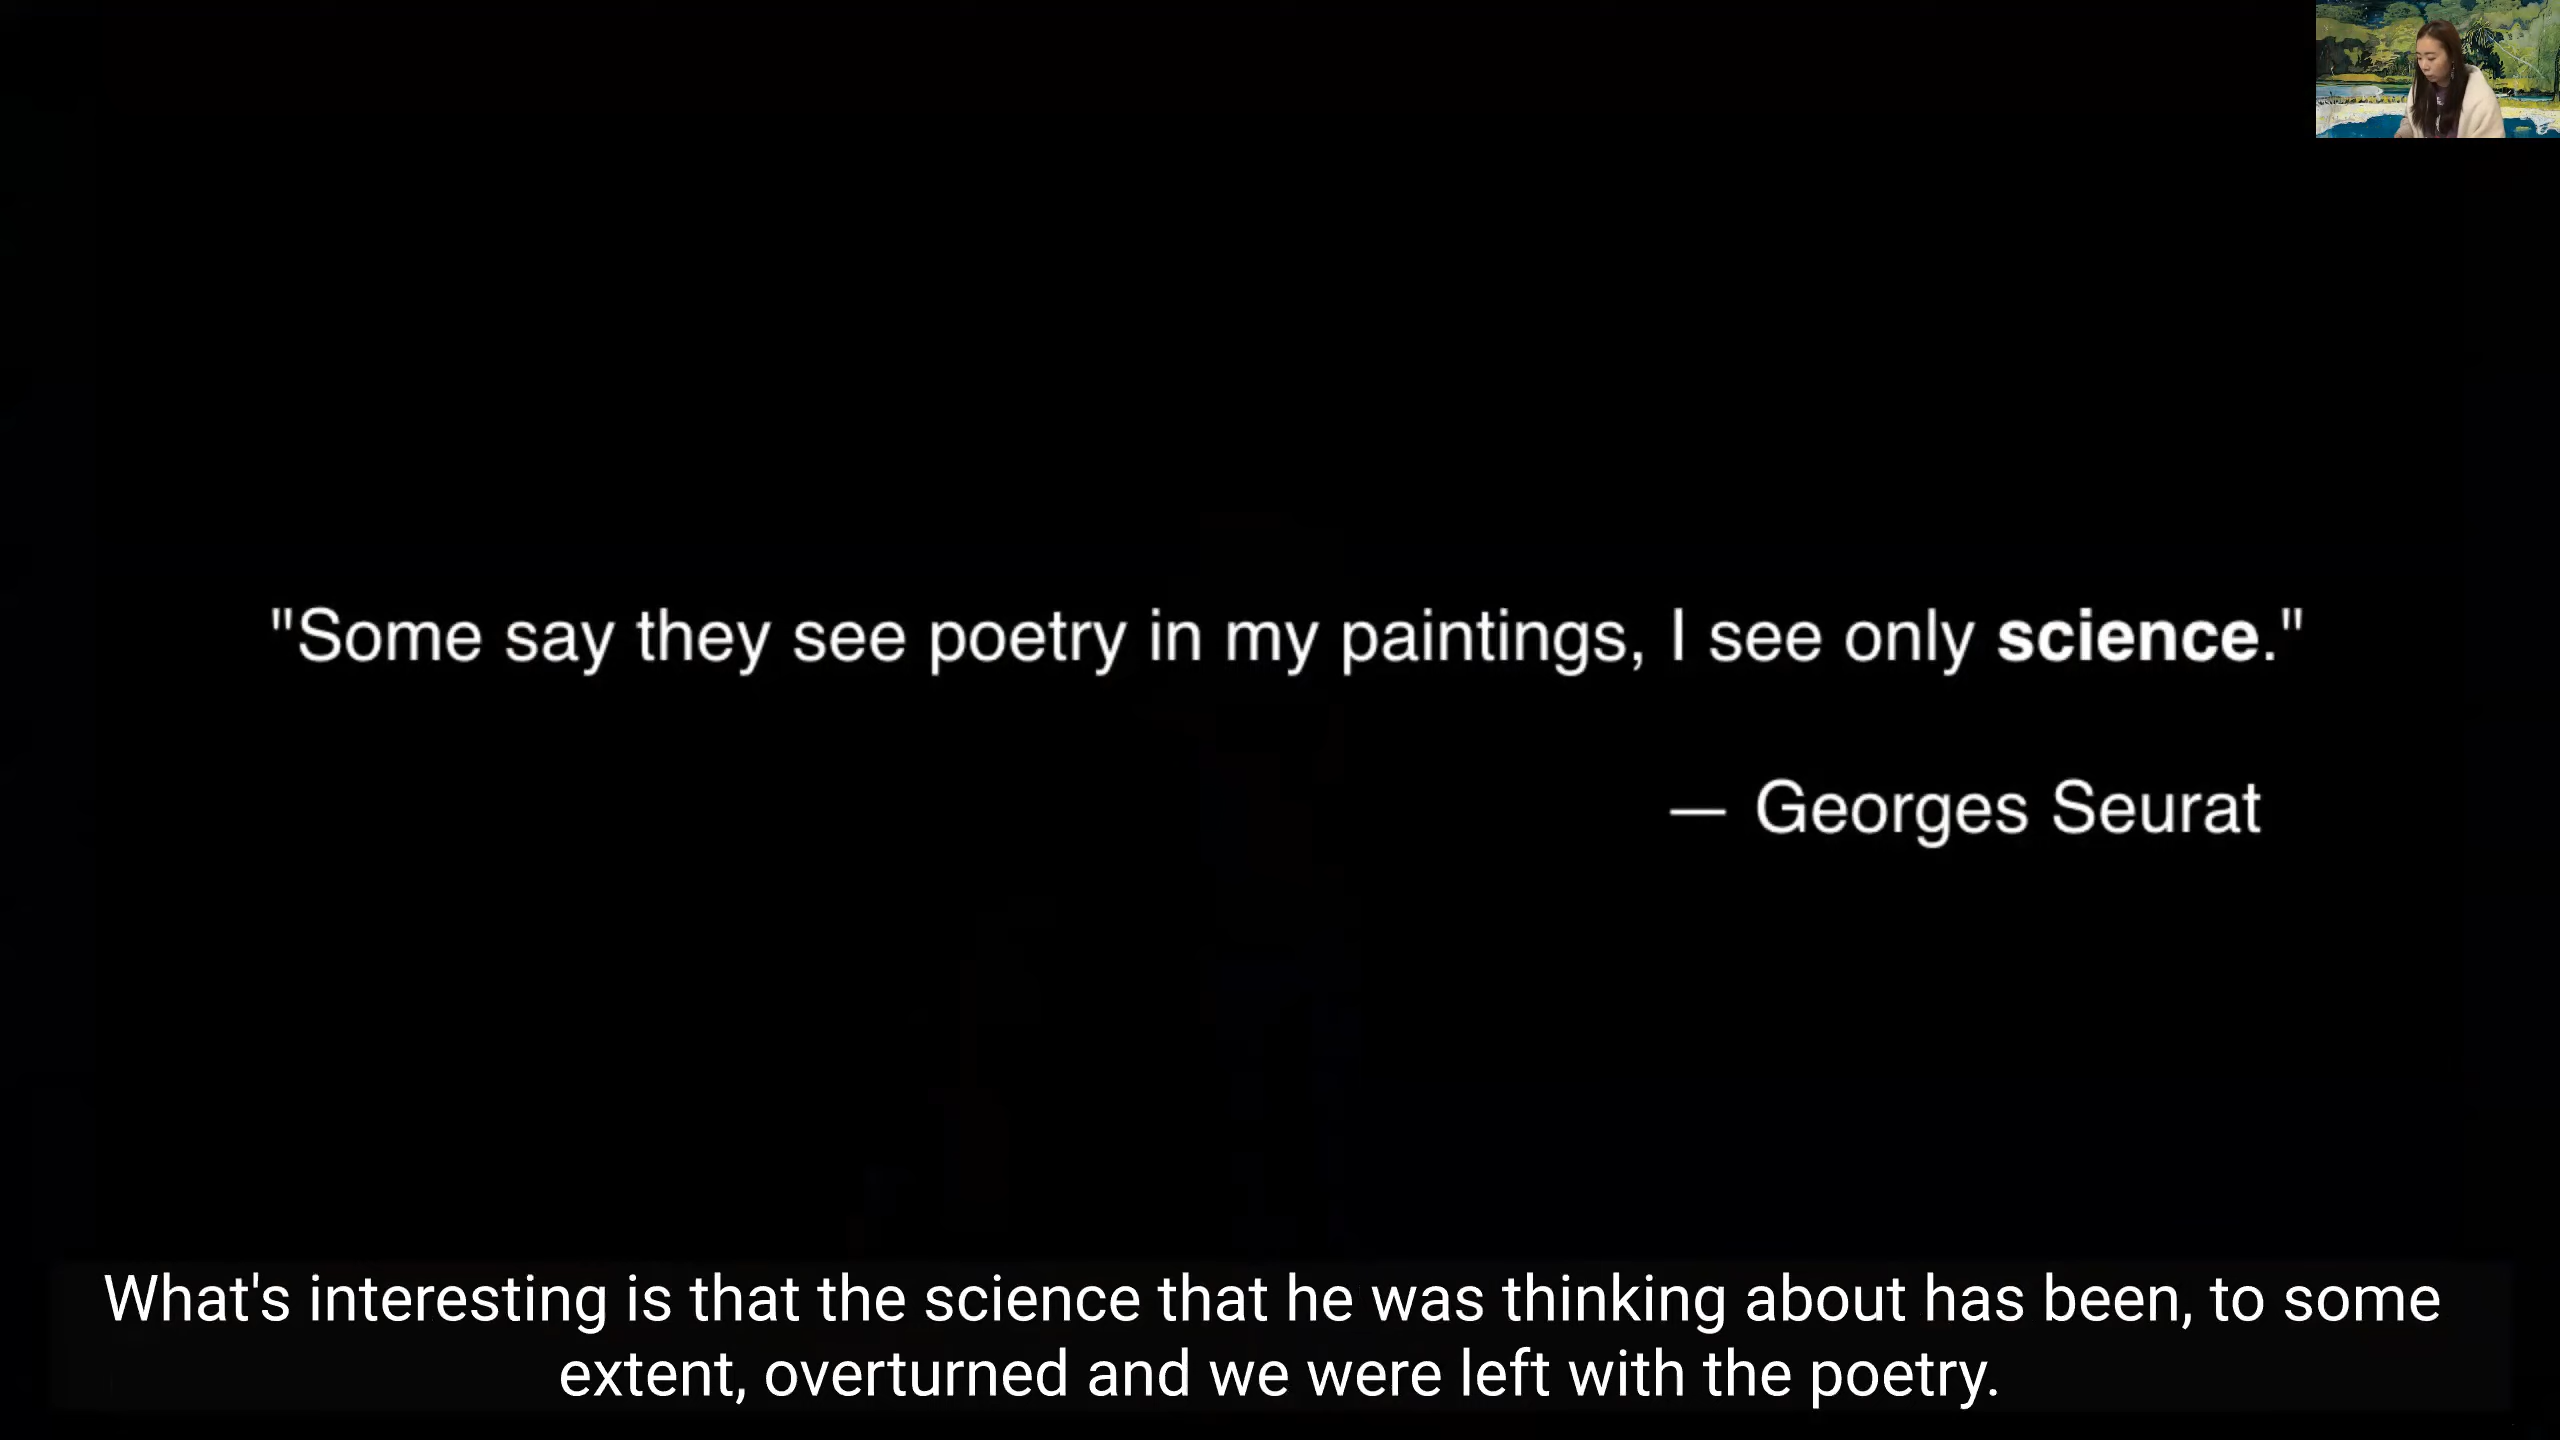 "Some say they see poetry in my paintings, I see only science."
— Georges Seurat
What's interesting is that the science that he was thinking about has been, to some
extent, overturned and we were left with the poetry.